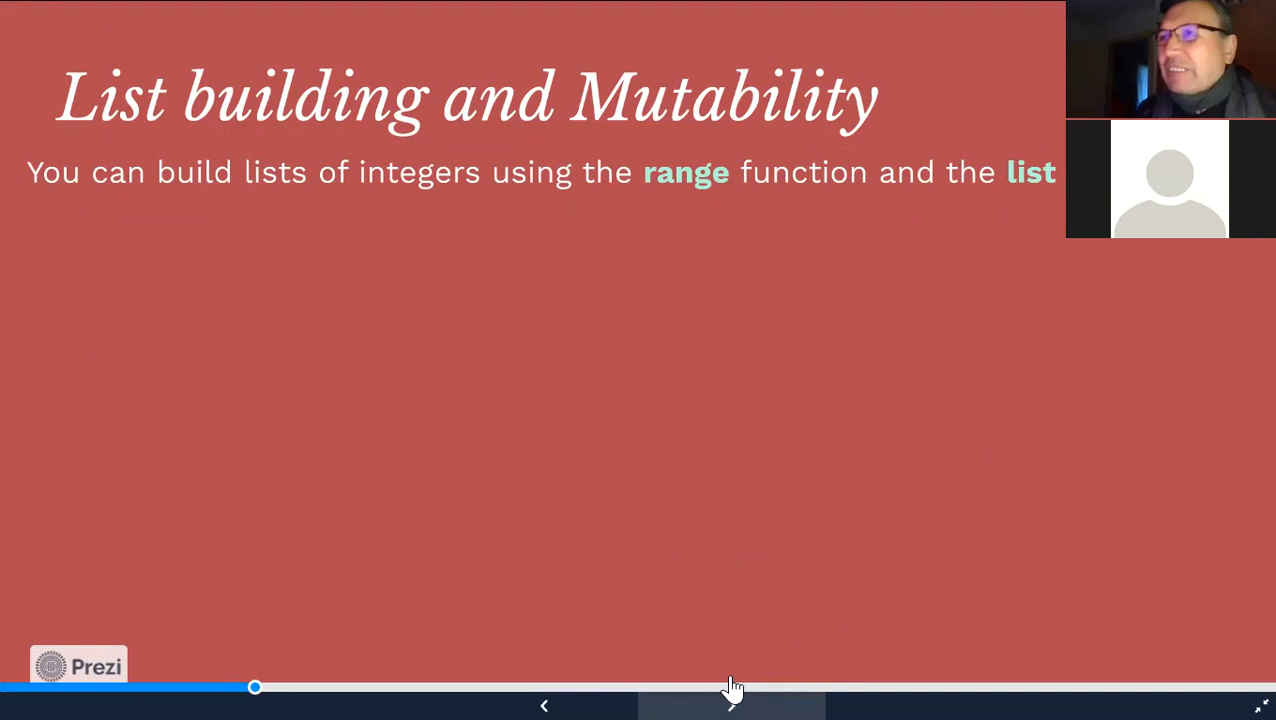 List building and Mutability
You can build lists of integers using the range function and the list
Prezi